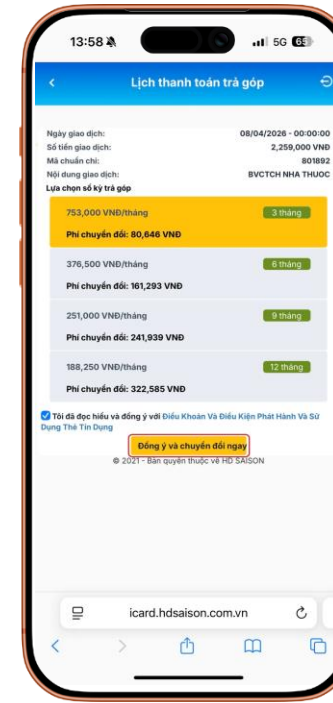 13:58
5G 65
Lịch thanh toán trả góp
Ngày giao dịch: 08/04/2026 - 00:00:00
Số tiền giao dịch: 2,259,000 VNĐ
Mã chuẩn chi: 801892
Nội dung giao dịch: BVCTCH NHA THUOC
Lựa chọn số kỳ trả góp
753,000 VNĐ/tháng 3 tháng
Phí chuyển đổi: 80,646 VNĐ
376,500 VNĐ/tháng 6 tháng
Phí chuyển đổi: 161,293 VNĐ
251,000 VNĐ/tháng 9 tháng
Phí chuyển đổi: 241,939 VNĐ
188,250 VNĐ/tháng 12 tháng
Phí chuyển đổi: 322,585 VNĐ
Tôi đã đọc hiểu và đồng ý với Điều Khoản Và Điều Kiện Phát Hành Và Sử
Dụng Thẻ Tín Dụng
Đồng ý và chuyển đổi ngay
© 2021 - Bản quyền thuộc về HD SAISON
icard.hdsaison.com.vn